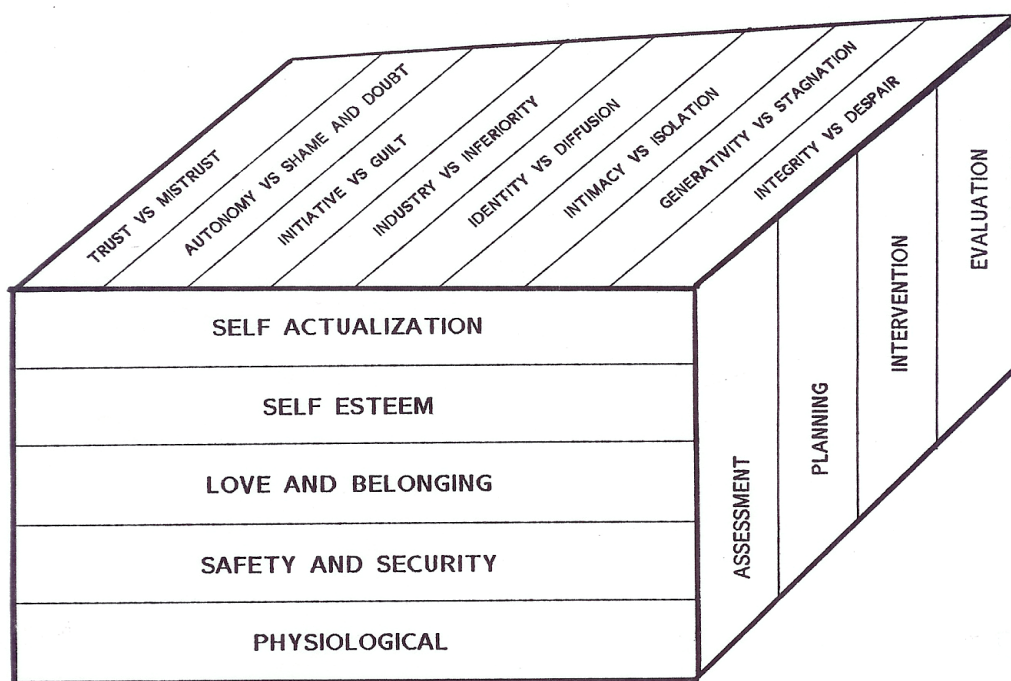 TRUST VS MISTRUST
AUTONOMY VS SHAME AND DOUBT
INITIATIVE VS GUILT
INDUSTRY VS INFERIORITY
IDENTITY VS DIFFUSION
INTIMACY VS ISOLATION
GENERATIVITY VS STAGNATION
INTEGRITY VS DESPAIR
SELF ACTUALIZATION
SELF ESTEEM
LOVE AND BELONGING
SAFETY AND SECURITY
PHYSIOLOGICAL
ASSESSMENT
PLANNING
INTERVENTION
EVALUATION